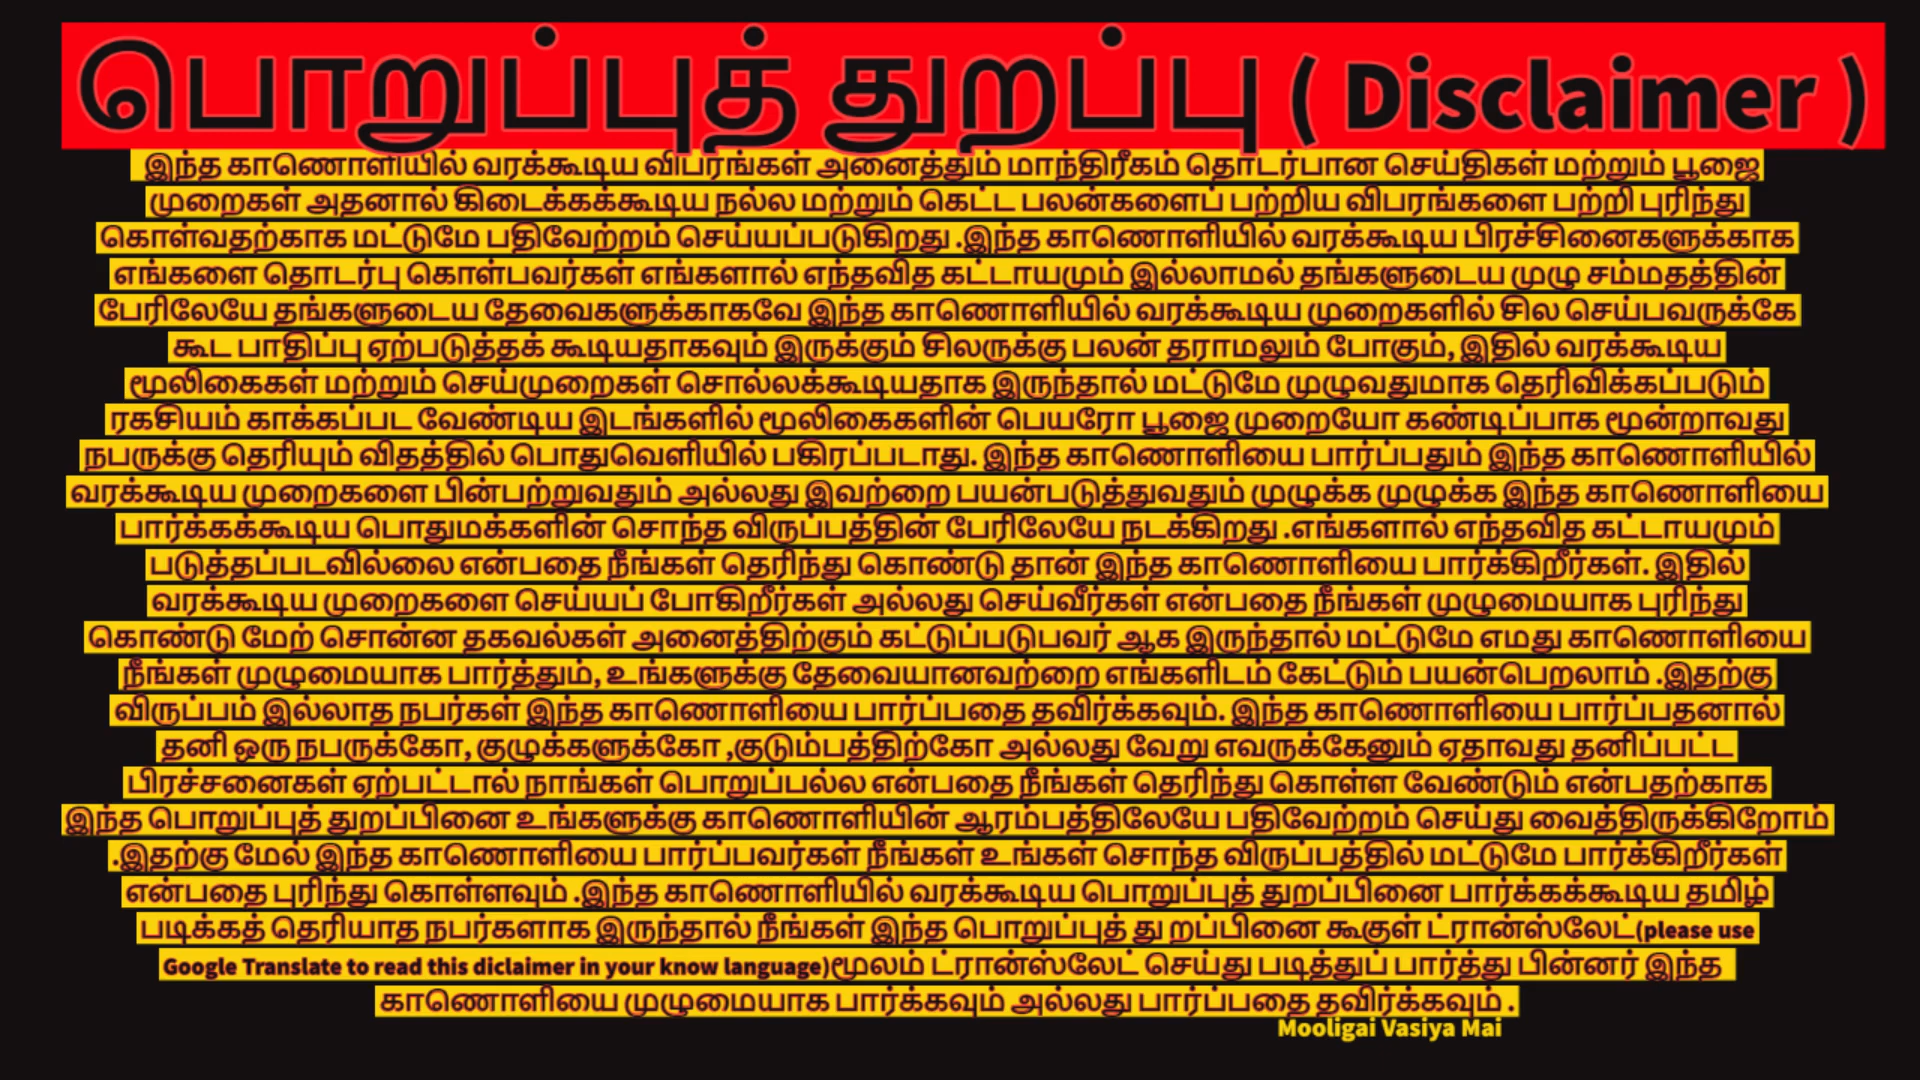 பொறுப்புத் துறப்பு ( Disclaimer )
இந்த காணொளியில் வரக்கூடிய விபரங்கள் அனைத்தும் மாந்திரீகம் தொடர்பான செய்திகள் மற்றும் பூஜை
முறைகள் அதனால் கிடைக்கக்கூடிய நல்ல மற்றும் கெட்ட பலன்களைப் பற்றிய விபரங்களை பற்றி புரிந்து
கொள்வதற்காக மட்டுமே பதிவேற்றம் செய்யப்படுகிறது .இந்த காணொளியில் வரக்கூடிய பிரச்சினைகளுக்காக
எங்களை தொடர்பு கொள்பவர்கள் எங்களால் எந்தவித கட்டாயமும் இல்லாமல் தங்களுடைய முழு சம்மதத்தின்
பேரிலேயே தங்களுடைய தேவைகளுக்காகவே இந்த காணொளியில் வரக்கூடிய முறைகளில் சில செய்பவருக்கே
கூட பாதிப்பு ஏற்படுத்தக் கூடியதாகவும் இருக்கும் சிலருக்கு பலன் தராமலும் போகும், இதில் வரக்கூடிய
மூலிகைகள் மற்றும் செய்முறைகள் சொல்லக்கூடியதாக இருந்தால் மட்டுமே முழுவதுமாக தெரிவிக்கப்படும்
ரகசியம் காக்கப்பட வேண்டிய இடங்களில் மூலிகைகளின் பெயரோ பூஜை முறையோ கண்டிப்பாக மூன்றாவது
நபருக்கு தெரியும் விதத்தில் பொதுவெளியில் பகிரப்படாது. இந்த காணொளியை பார்ப்பதும் இந்த காணொளியில்
வரக்கூடிய முறைகளை பின்பற்றுவதும் அல்லது இவற்றை பயன்படுத்துவதும் முழுக்க முழுக்க இந்த காணொளியை
பார்க்கக்கூடிய பொதுமக்களின் சொந்த விருப்பத்தின் பேரிலேயே நடக்கிறது .எங்களால் எந்தவித கட்டாயமும்
படுத்தப்படவில்லை என்பதை நீங்கள் தெரிந்து கொண்டு தான் இந்த காணொளியை பார்க்கிறீர்கள். இதில்
வரக்கூடிய முறைகளை செய்யப் போகிறீர்கள் அல்லது செய்வீர்கள் என்பதை நீங்கள் முழுமையாக புரிந்து
கொண்டு மேற் சொன்ன தகவல்கள் அனைத்திற்கும் கட்டுப்படுபவர் ஆக இருந்தால் மட்டுமே எமது காணொளியை
நீங்கள் முழுமையாக பார்த்தும், உங்களுக்கு தேவையானவற்றை எங்களிடம் கேட்டும் பயன்பெறலாம் .இதற்கு
விருப்பம் இல்லாத நபர்கள் இந்த காணொளியை பார்ப்பதை தவிர்க்கவும். இந்த காணொளியை பார்ப்பதனால்
தனி ஒரு நபருக்கோ, குழுக்களுக்கோ ,குடும்பத்திற்கோ அல்லது வேறு எவருக்கேனும் ஏதாவது தனிப்பட்ட
பிரச்சனைகள் ஏற்பட்டால் நாங்கள் பொறுப்பல்ல என்பதை நீங்கள் தெரிந்து கொள்ள வேண்டும் என்பதற்காக
இந்த பொறுப்புத் துறப்பினை உங்களுக்கு காணொளியின் ஆரம்பத்திலேயே பதிவேற்றம் செய்து வைத்திருக்கிறோம்
.இதற்கு மேல் இந்த காணொளியை பார்ப்பவர்கள் நீங்கள் உங்கள் சொந்த விருப்பத்தில் மட்டுமே பார்க்கிறீர்கள்
என்பதை புரிந்து கொள்ளவும் .இந்த காணொளியில் வரக்கூடிய பொறுப்புத் துறப்பினை பார்க்கக்கூடிய தமிழ்
படிக்கத் தெரியாத நபர்களாக இருந்தால் நீங்கள் இந்த பொறுப்புத் து றப்பினை கூகுள் ட்ரான்ஸ்லேட்(please use
Google Translate to read this diclaimer in your know language)மூலம் ட்ரான்ஸ்லேட் செய்து படித்துப் பார்த்து பின்னர் இந்த
காணொளியை முழுமையாக பார்க்கவும் அல்லது பார்ப்பதை தவிர்க்கவும் .
Mooligai Vasiya Mai